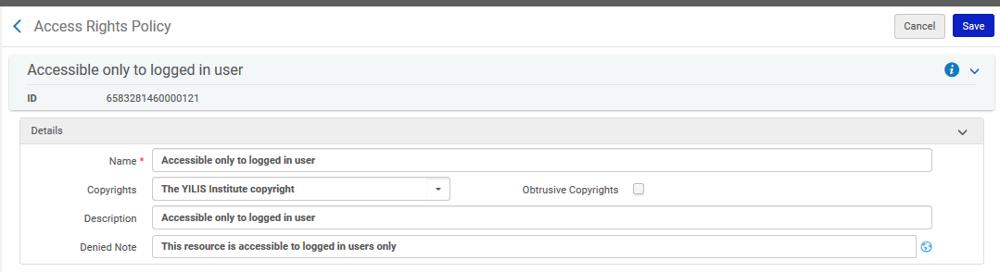 Access Rights Policy
Cancel
Save
Accessible only to logged in user
ID 6583281460000121
Details
Name * Accessible only to logged in user
Copyrights The YILIS Institute copyright Obtrusive Copyrights
Description Accessible only to logged in user
Denied Note This resource is accessible to logged in users only